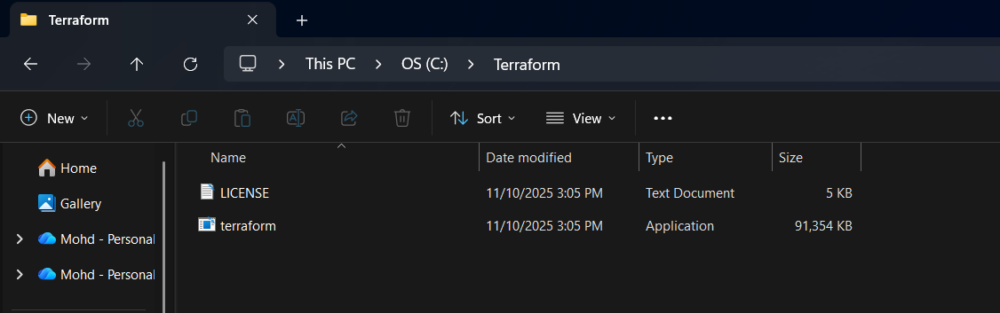 Terraform
This PC OS (C:) Terraform
New Sort View
Name Date modified Type Size
Home
Gallery
Mohd - Personal
Mohd - Personal
LICENSE 11/10/2025 3:05 PM Text Document 5 KB
terraform 11/10/2025 3:05 PM Application 91,354 KB